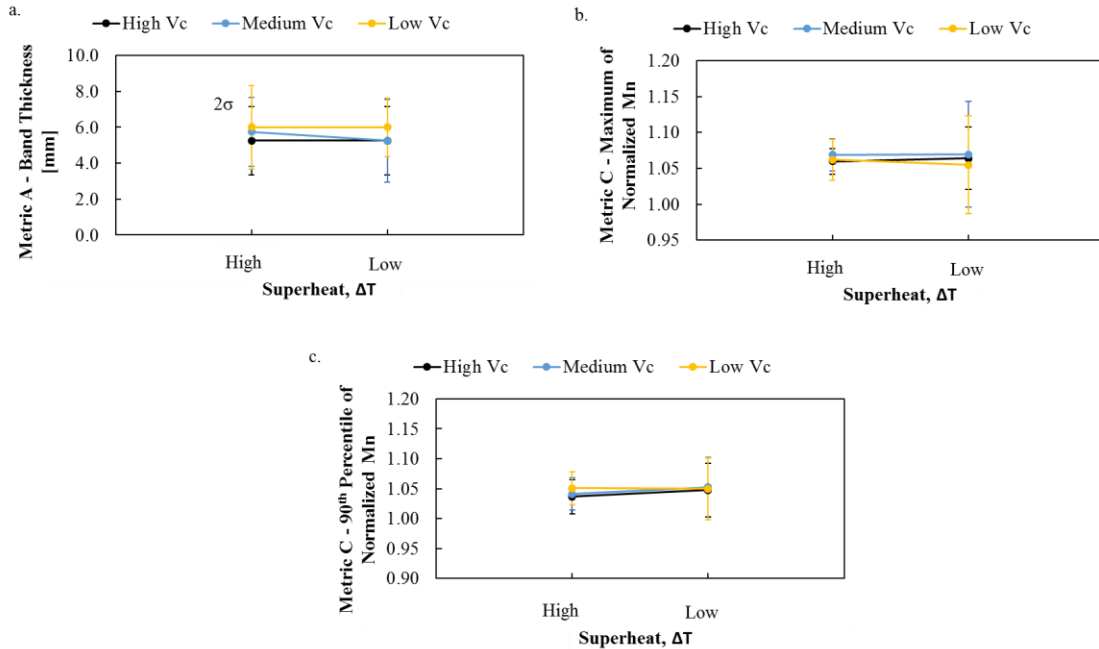 a.
High Vc Medium Vc Low Vc
Metric A - Band Thickness
[mm]
10.0
8.0
6.0
4.0
2.0
0.0
2σ
High Low
Superheat, ΔT
b.
High Vc Medium Vc Low Vc
Metric C - Maximum of
Normalized Mn
1.20
1.15
1.10
1.05
1.00
0.95
High Low
Superheat, ΔT
c.
High Vc Medium Vc Low Vc
Metric C - 90th Percentile of
Normalized Mn
1.20
1.15
1.10
1.05
1.00
0.95
0.90
High Low
Superheat, ΔT